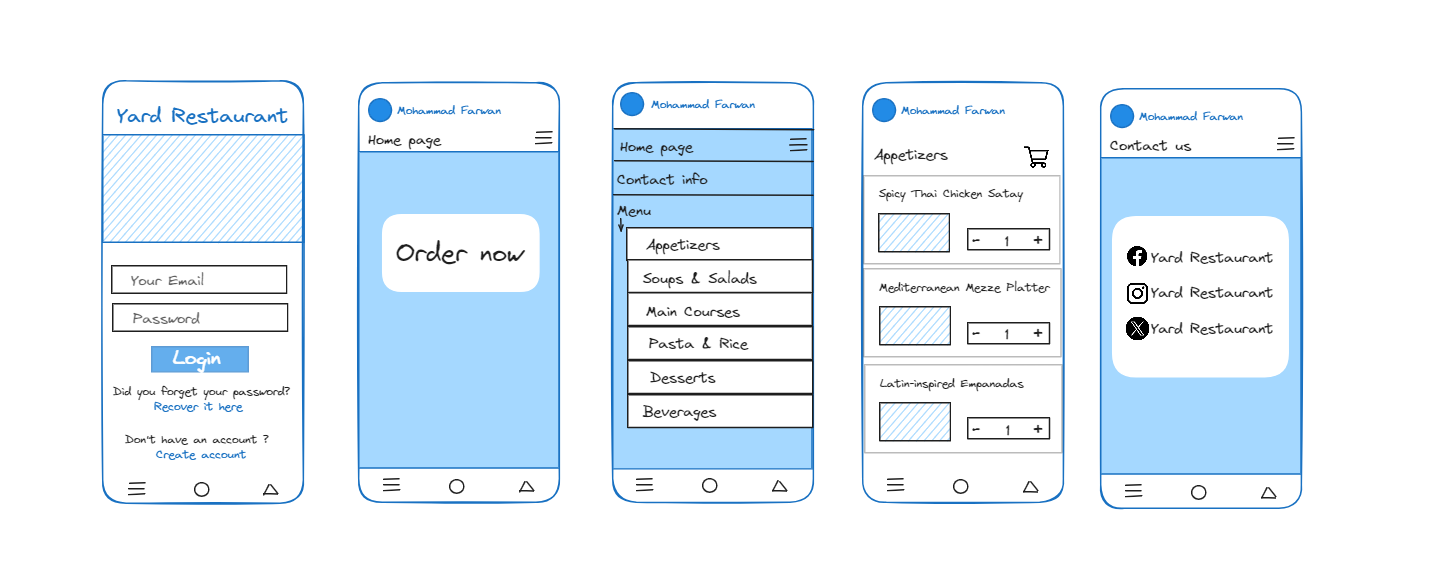 Yard Restaurant
Your Email
Password
Login
Did you forget your password?
Recover it here
Don't have an account ?
Create account
Mohammad Farwan
Home page
Order now
Mohammad Farwan
Home page
Contact info
Menu
Appetizers
Soups & Salads
Main Courses
Pasta & Rice
Desserts
Beverages
Mohammad Farwan
Appetizers
Spicy Thai Chicken Satay
- 1 +
Mediterranean Mezze Platter
- 1 +
Latin-inspired Empanadas
- 1 +
Mohammad Farwan
Contact us
Yard Restaurant
Yard Restaurant
Yard Restaurant